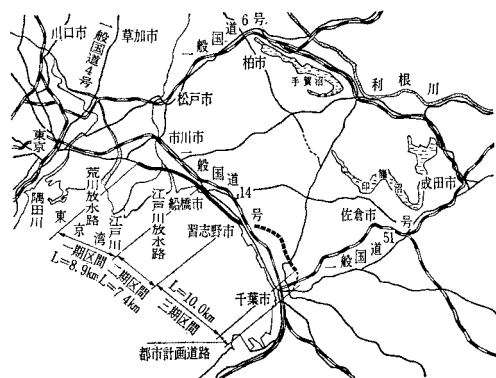 川口市
草加市
一般国道4号
一般国道6号
柏市
手賀沼
利根川
松戸市
東京
市川市
一般国道14号
印旛沼
成田市
隅田川
荒川放水路
江戸川
江戸川放水路
船橋市
東京湾
習志野市
佐倉市
一般国道51号
一期区間
L=8.9km
二期区間
L=7.4km
L=10.0km
三期区間
千葉市
都市計画道路